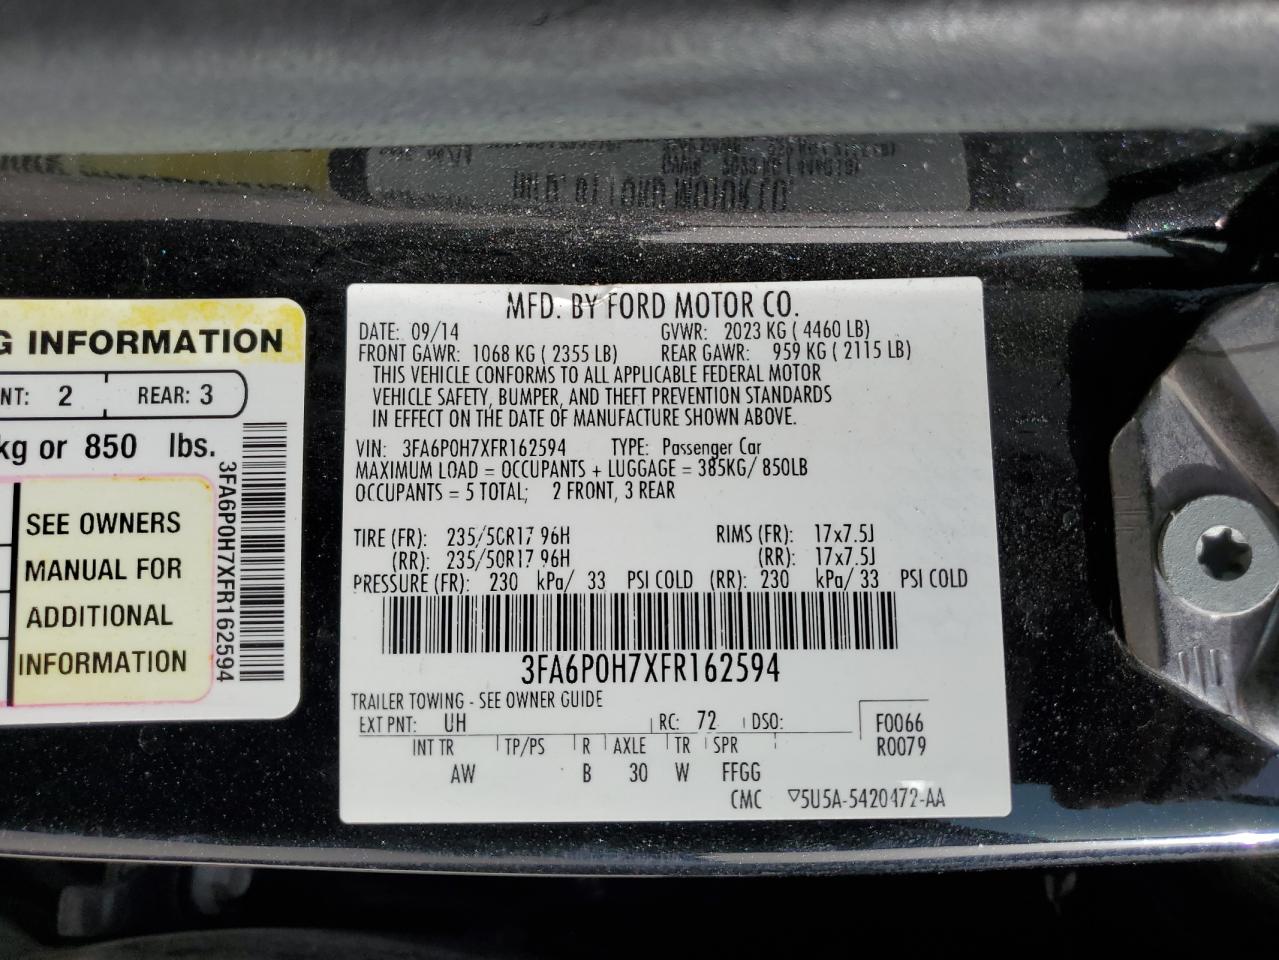 MFD. BY FORD MOTOR CO.
DATE: 09/14 GVWR: 2023 KG ( 4460 LB)
FRONT GAWR: 1068 KG ( 2355 LB) REAR GAWR: 959 KG ( 2115 LB)
THIS VEHICLE CONFORMS TO ALL APPLICABLE FEDERAL MOTOR
VEHICLE SAFETY, BUMPER, AND THEFT PREVENTION STANDARDS
IN EFFECT ON THE DATE OF MANUFACTURE SHOWN ABOVE.
VIN: 3FA6P0H7XFR162594 TYPE: Passenger Car
MAXIMUM LOAD = OCCUPANTS + LUGGAGE = 385KG/ 850LB
OCCUPANTS = 5 TOTAL; 2 FRONT, 3 REAR
TIRE (FR): 235/50R17 96H RIMS (FR): 17x7.5J
(RR): 235/50R17 96H (RR): 17x7.5J
PRESSURE (FR): 230 kPa/ 33 PSI COLD (RR): 230 kPa/ 33 PSI COLD
3FA6P0H7XFR162594
TRAILER TOWING - SEE OWNER GUIDE
EXT PNT: UH RC: 72 DSO: F0066
R0079
INT TR TP/PS R AXLE TR SPR
AW B 30 W FFGG
CMC ▽5U5A-5420472-AA
G INFORMATION
NT: 2 REAR: 3
kg or 850 lbs.
SEE OWNERS
MANUAL FOR
ADDITIONAL
INFORMATION
3FA6P0H7XFR162594